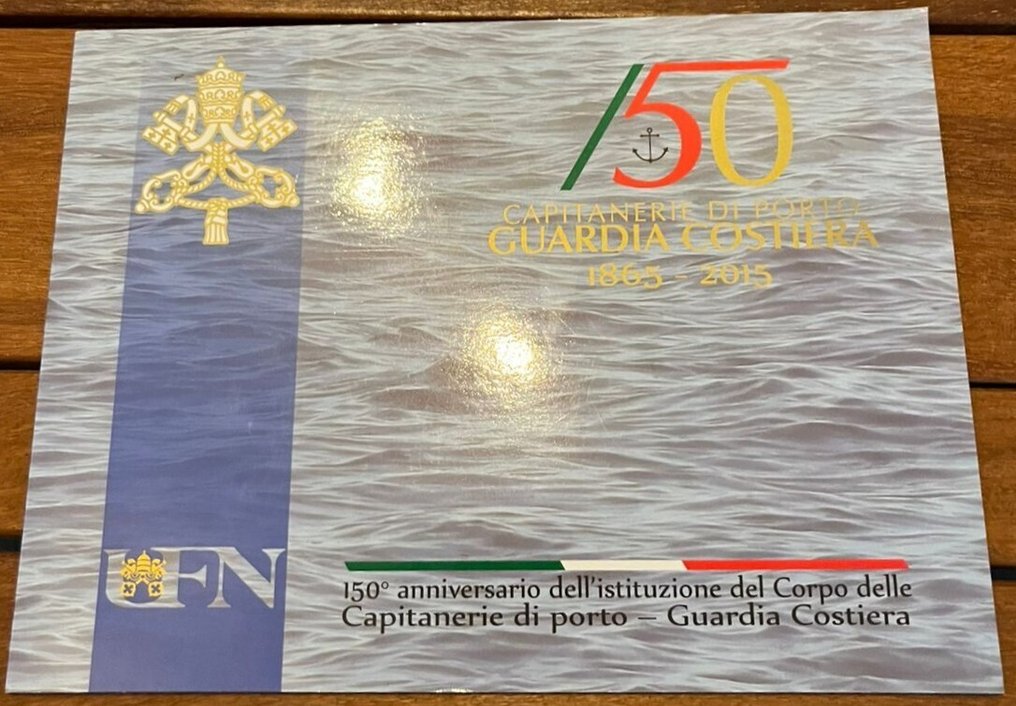 150
CAPITANERIE DI PORTO
GUARDIA COSTIERA
1865 - 2015
UFN
150° anniversario dell'istituzione del Corpo delle
Capitanerie di porto – Guardia Costiera